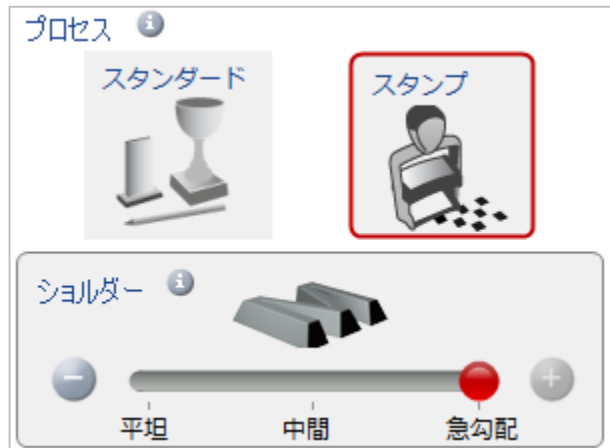 プロセス
スタンダード
スタンプ
ショルダー
平坦
中間
急勾配